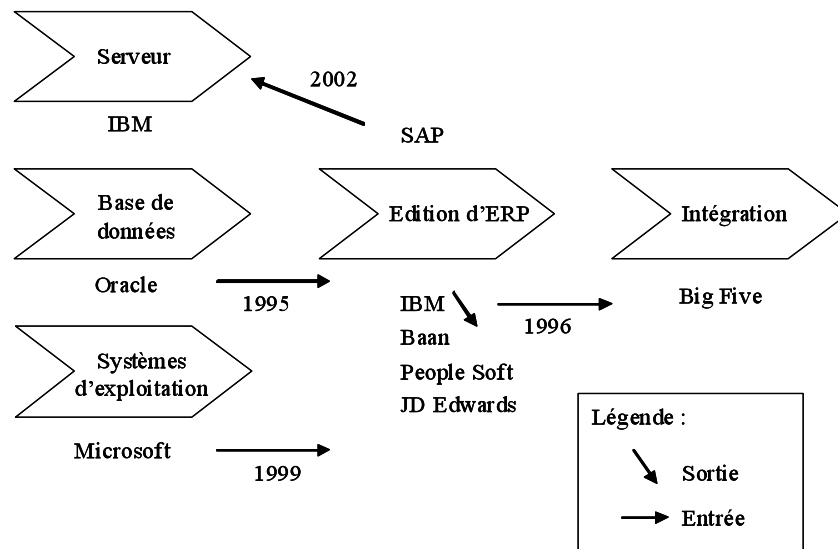 Serveur
2002
IBM
SAP
Base de
données
Edition d'ERP
Intégration
Oracle
1995
IBM
Baan
People Soft
JD Edwards
1996
Big Five
Systèmes
d'exploitation
Microsoft
1999
Légende :
Sortie
Entrée